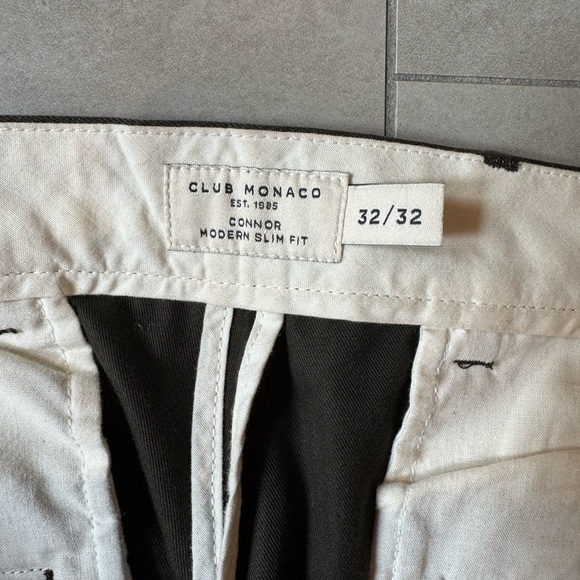 CLUB MONACO
EST. 1985
CONNOR
MODERN SLIM FIT
32/32